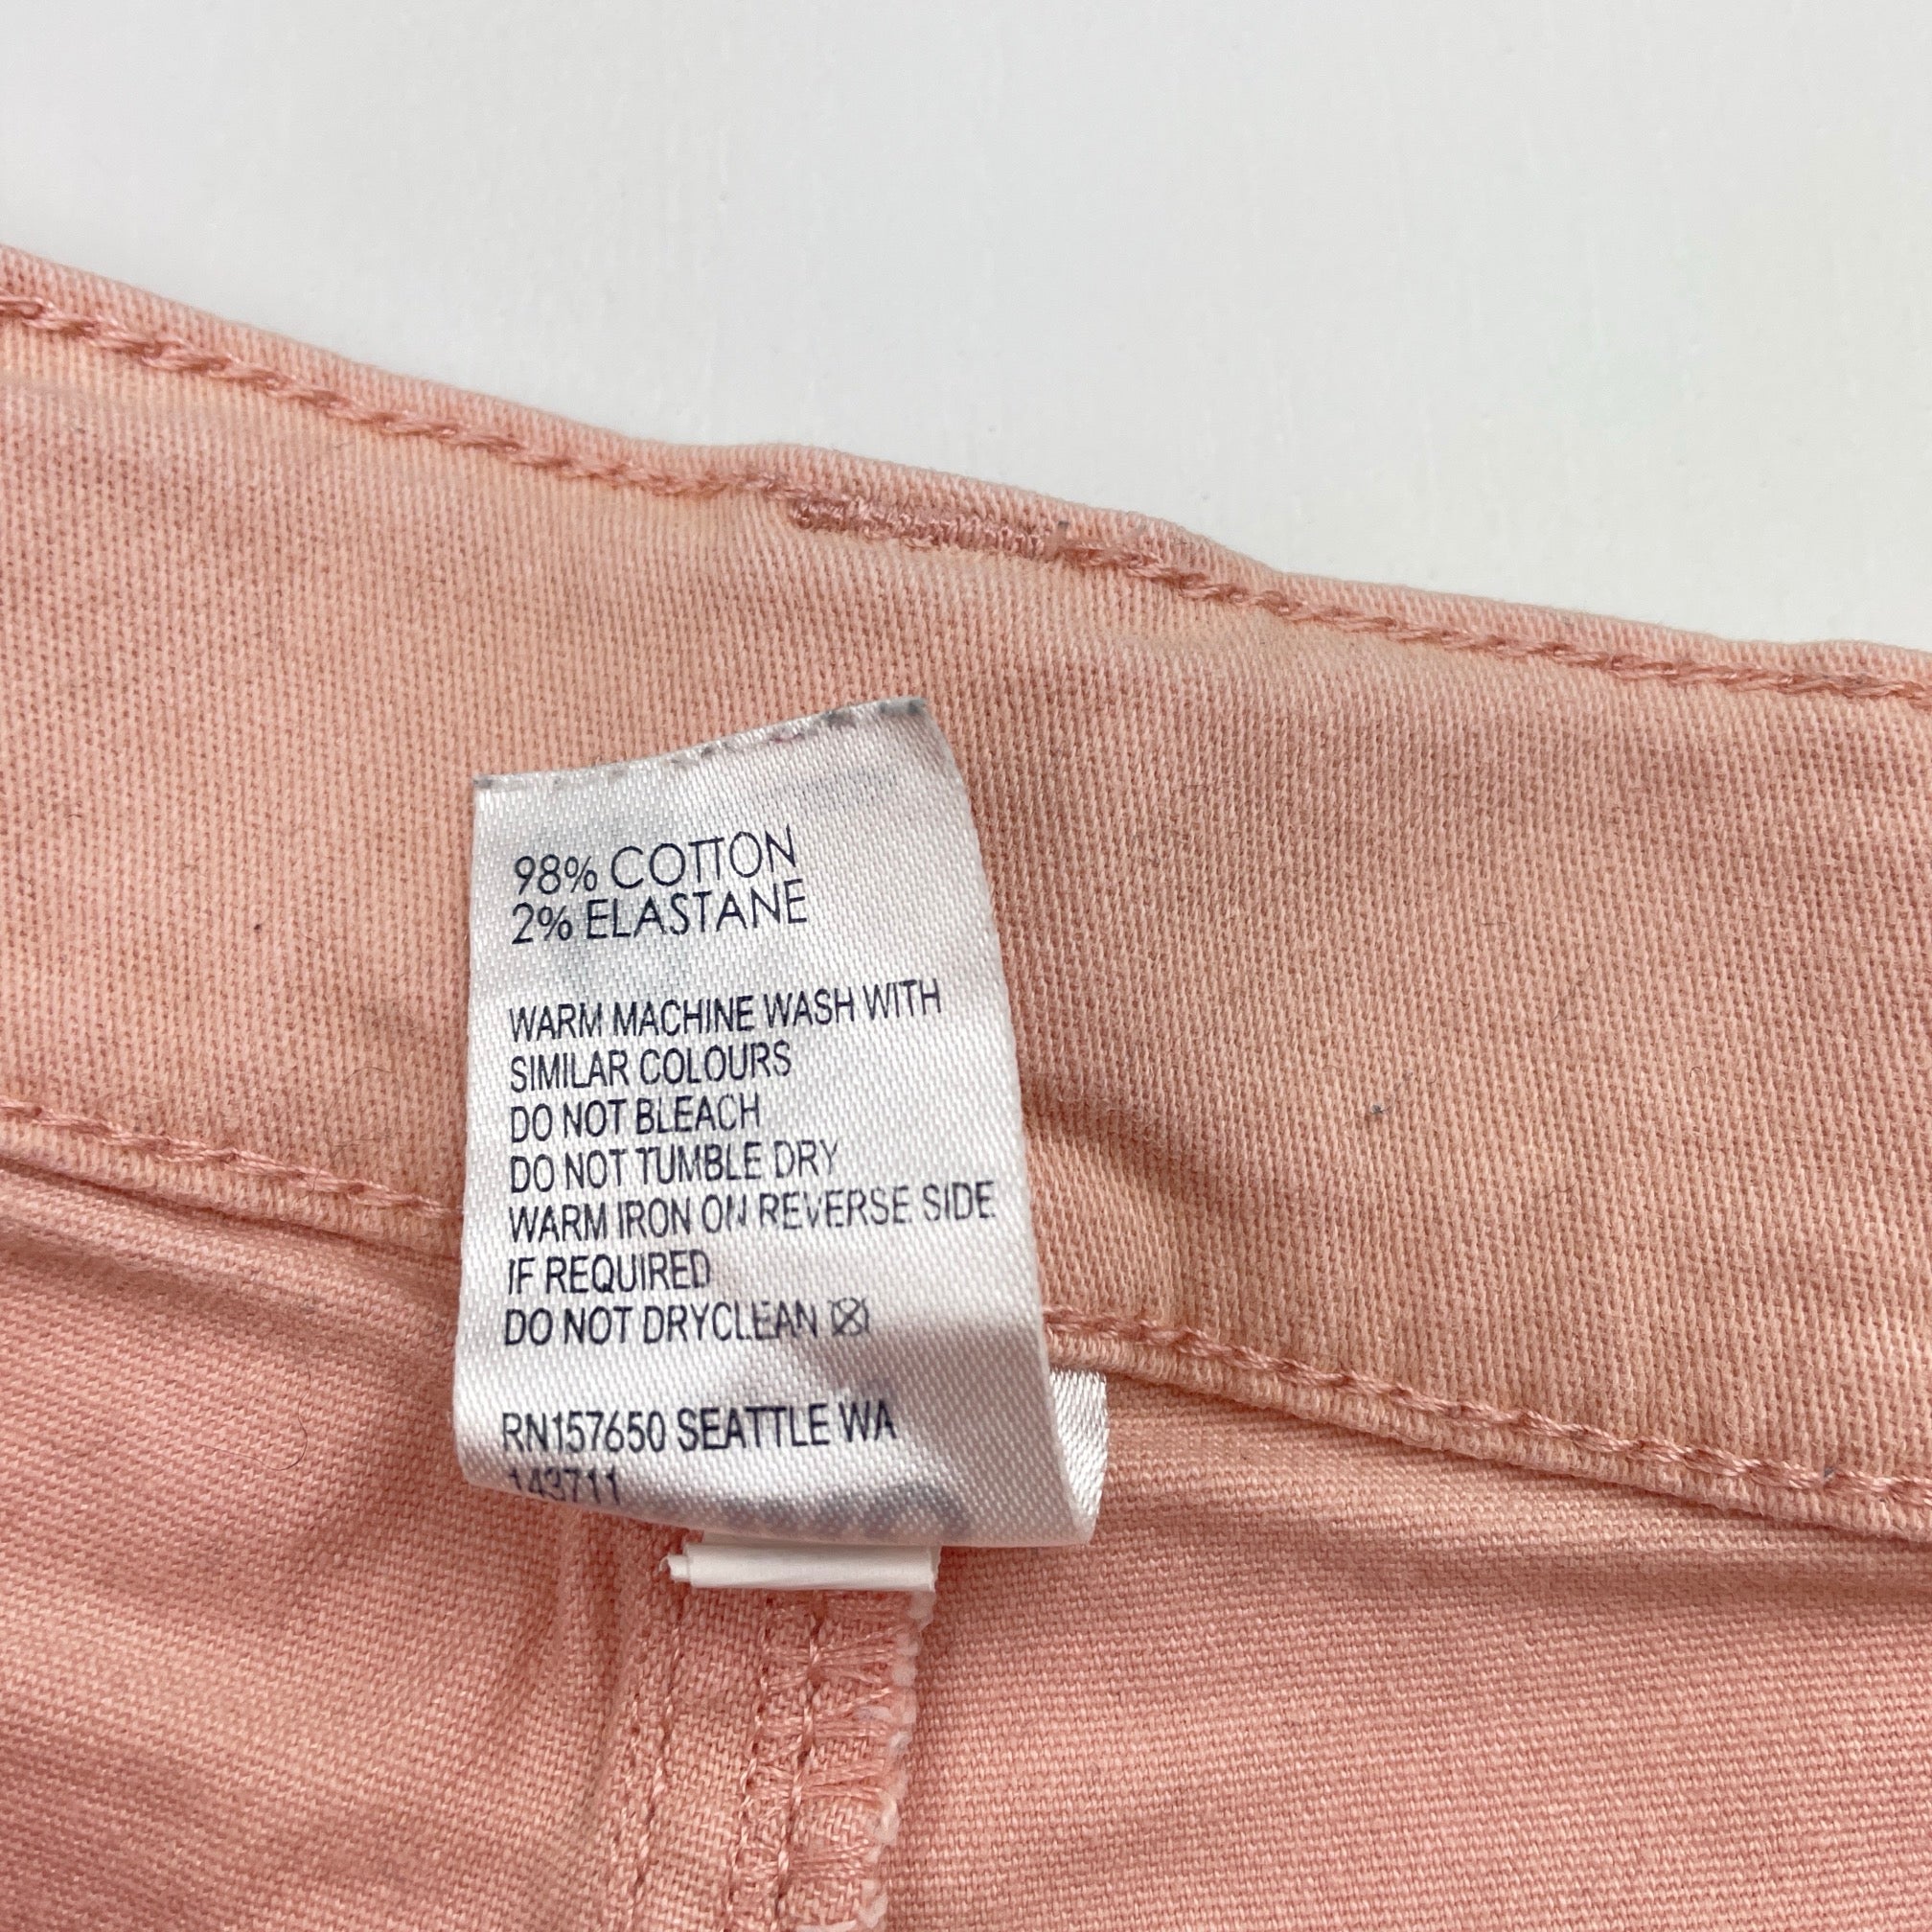 98% COTTON
2% ELASTANE
WARM MACHINE WASH WITH
SIMILAR COLOURS
DO NOT BLEACH
DO NOT TUMBLE DRY
WARM IRON ON REVERSE SIDE
IF REQUIRED
DO NOT DRYCLEAN
RN157650 SEATTLE WA
143711